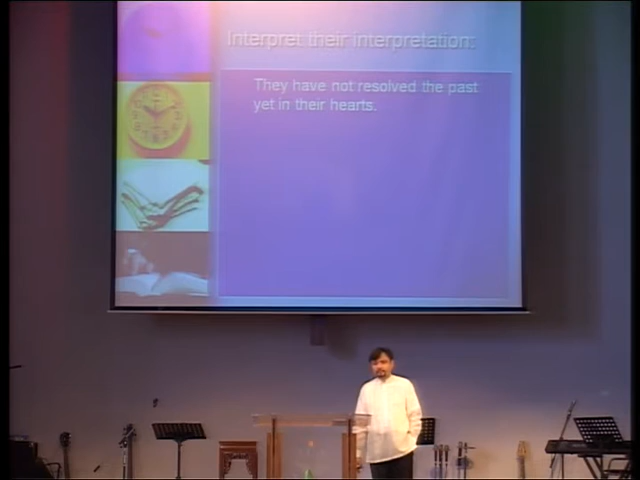 Interpret their interpretation:
They have not resolved the past
yet in their hearts.